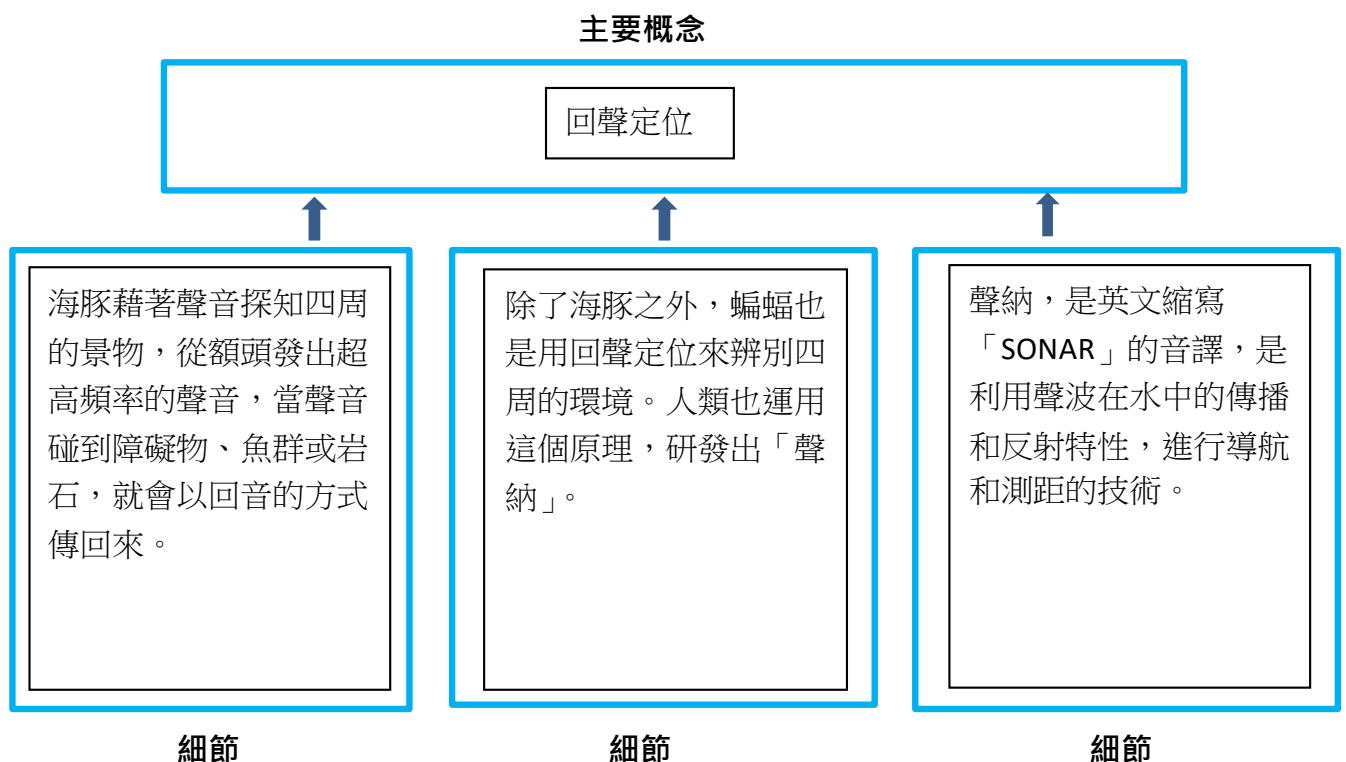 主要概念
回聲定位
海豚藉著聲音探知四周
的景物，從額頭發出超
高頻率的聲音，當聲音
碰到障礙物、魚群或岩
石，就會以回音的方式
傳回來。
除了海豚之外，蝙蝠也
是用回聲定位來辨別四
周的環境。人類也運用
這個原理，研發出「聲
納」。
聲納，是英文縮寫
「SONAR」的音譯，是
利用聲波在水中的傳播
和反射特性，進行導航
和測距的技術。
細節
細節
細節